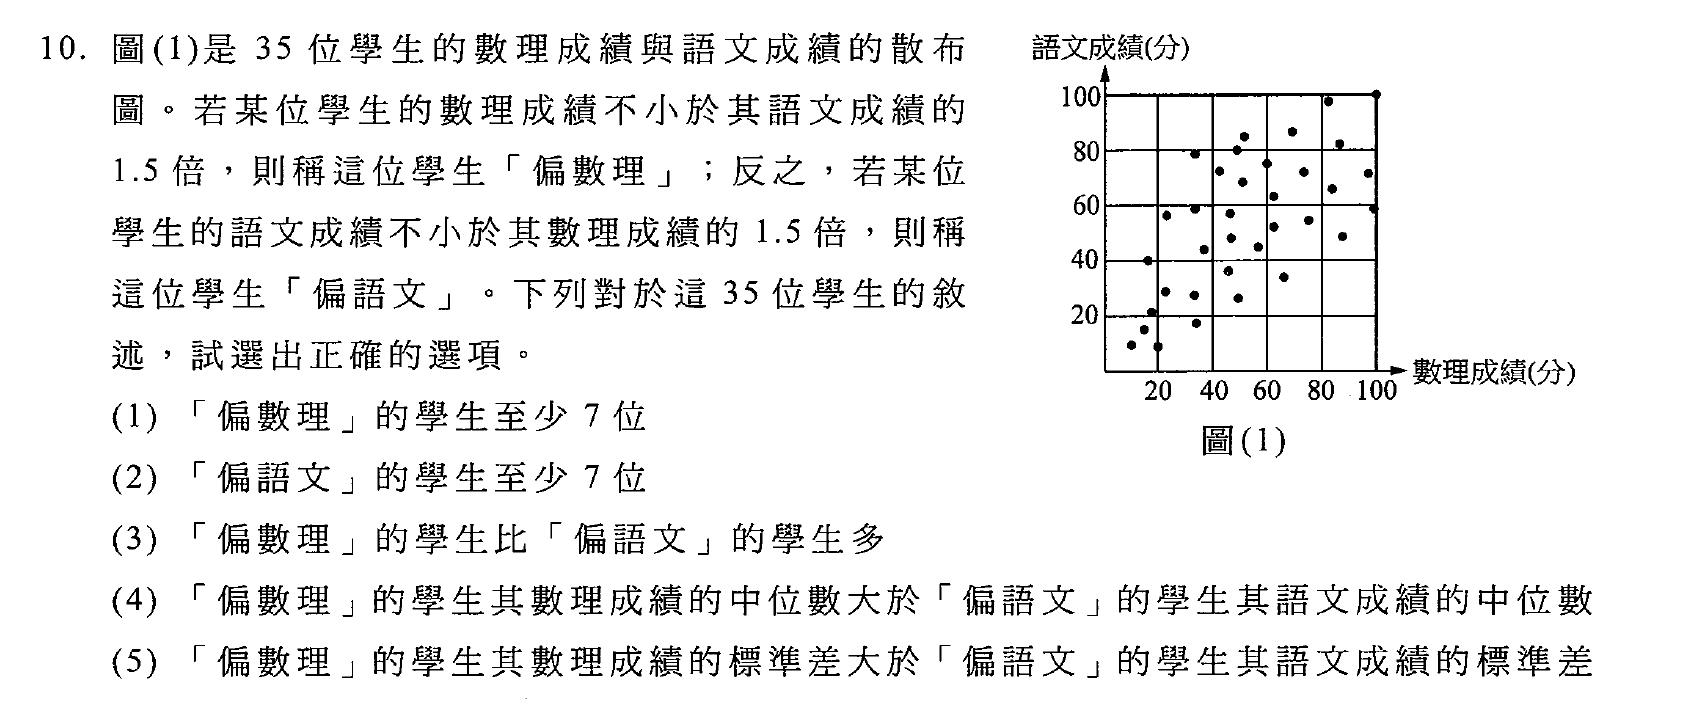 10. 圖(1)是 35 位學生的數理成績與語文成績的散布
圖。若某位學生的數理成績不小於其語文成績的
1.5 倍，則稱這位學生「偏數理」；反之，若某位
學生的語文成績不小於其數理成績的 1.5 倍，則稱
這位學生「偏語文」。下列對於這 35 位學生的敘
述，試選出正確的選項。
(1) 「偏數理」的學生至少 7 位
(2) 「偏語文」的學生至少 7 位
(3) 「偏數理」的學生比「偏語文」的學生多
(4) 「偏數理」的學生其數理成績的中位數大於「偏語文」的學生其語文成績的中位數
(5) 「偏數理」的學生其數理成績的標準差大於「偏語文」的學生其語文成績的標準差
語文成績(分)
100
80
60
40
20
20 40 60 80 100
數理成績(分)
圖(1)